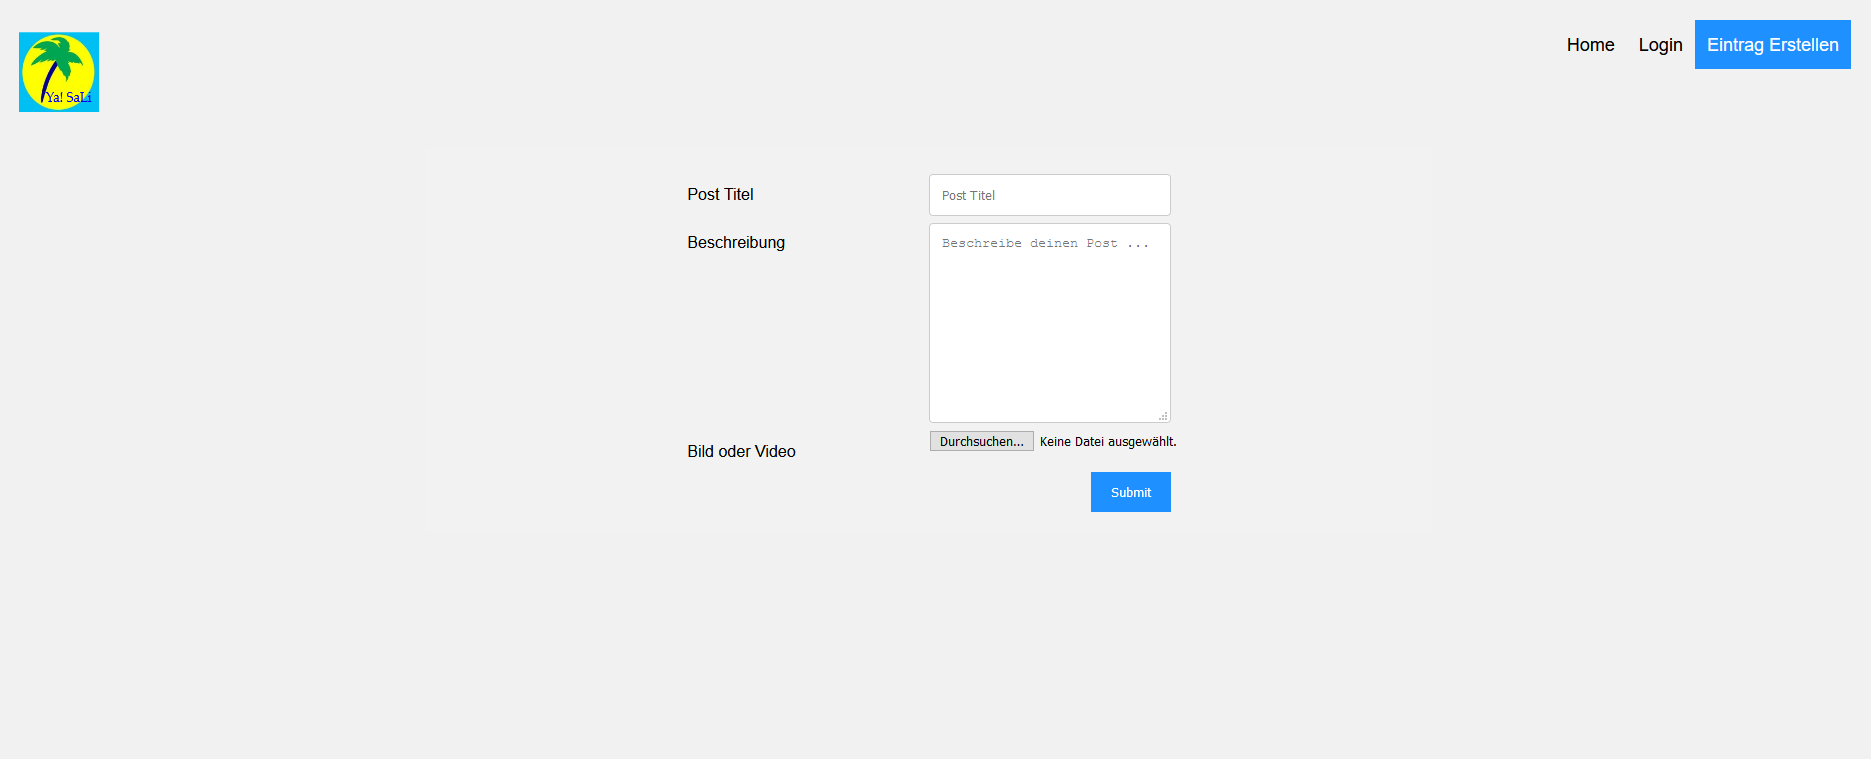 Ya! SaLi
Home Login Eintrag Erstellen
Post Titel Post Titel
Beschreibung Beschreibe deinen Post ...
Durchsuchen... Keine Datei ausgewählt.
Bild oder Video
Submit